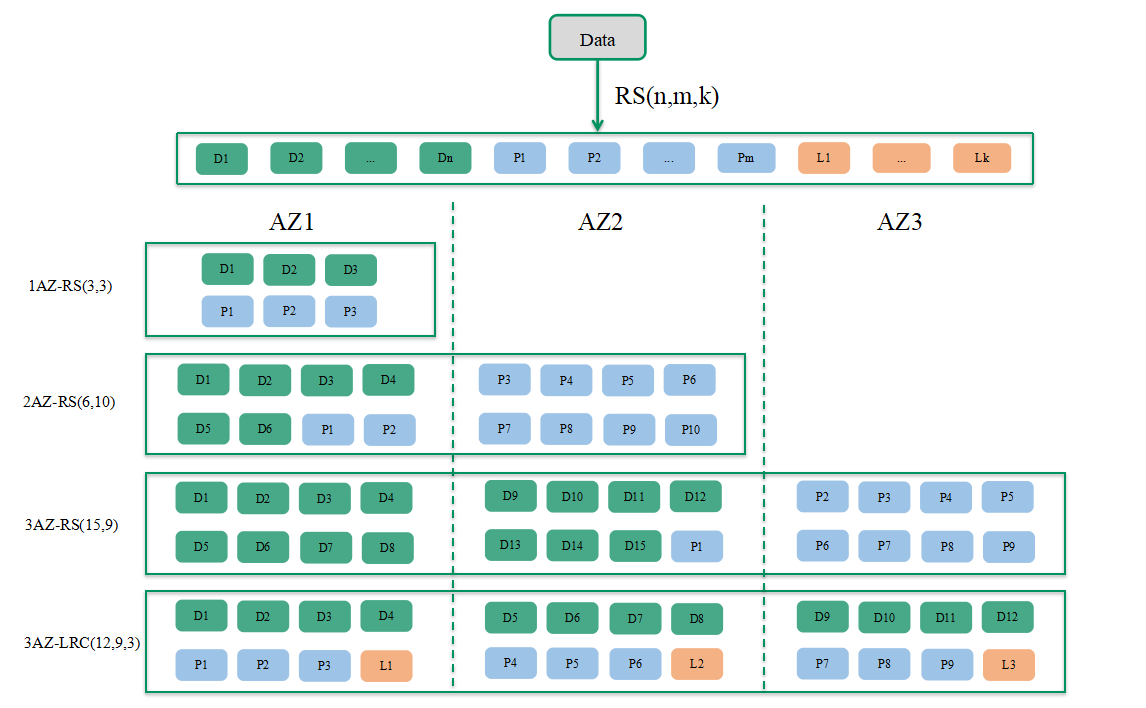 Data
RS(n,m,k)
D1 D2 ... Dn P1 P2 ... Pm L1 ... Lk
AZ1 AZ2 AZ3
1AZ-RS(3,3)
D1 D2 D3
P1 P2 P3
2AZ-RS(6,10)
D1 D2 D3 D4 P3 P4 P5 P6
D5 D6 P1 P2 P7 P8 P9 P10
3AZ-RS(15,9)
D1 D2 D3 D4 D9 D10 D11 D12 P2 P3 P4 P5
D5 D6 D7 D8 D13 D14 D15 P1 P6 P7 P8 P9
3AZ-LRC(12,9,3)
D1 D2 D3 D4 D5 D6 D7 D8 D9 D10 D11 D12
P1 P2 P3 L1 P4 P5 P6 L2 P7 P8 P9 L3